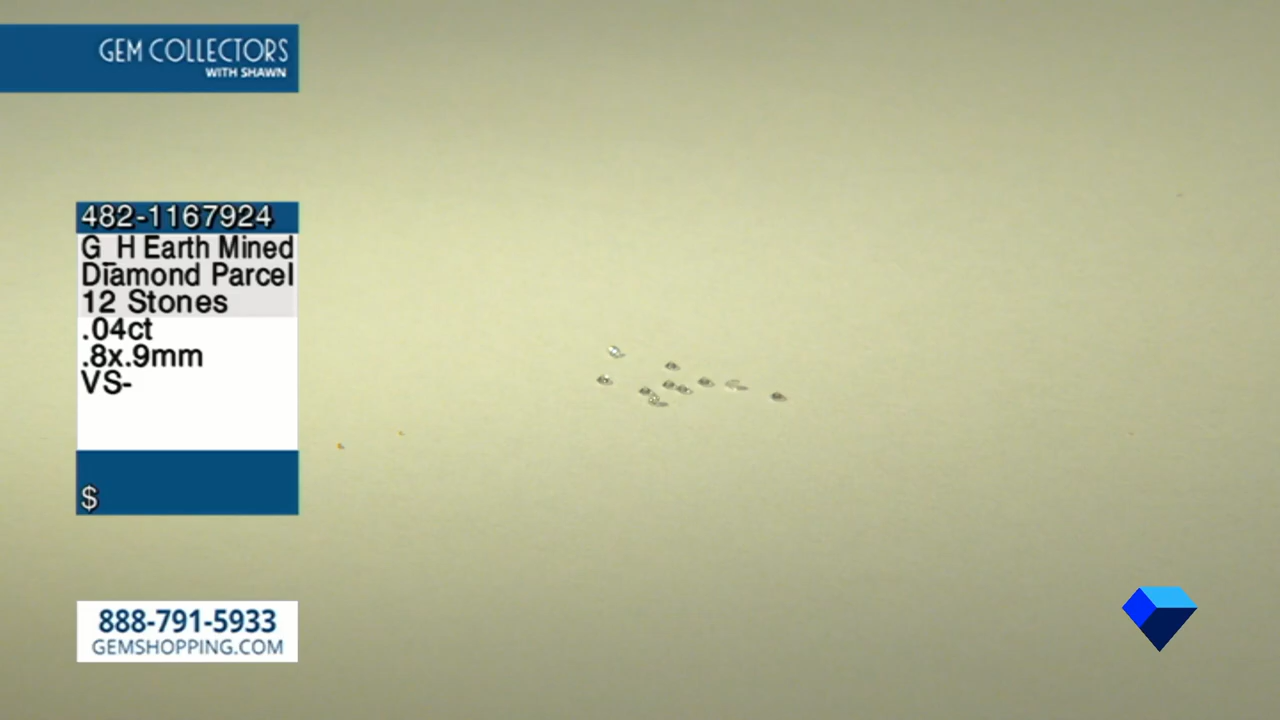 GEM COLLECTORS
WITH SHAWN
482-1167924
G_H Earth Mined
Diamond Parcel
12 Stones
.04ct
.8x.9mm
VS-
$
888-791-5933
GEMSHOPPING.COM